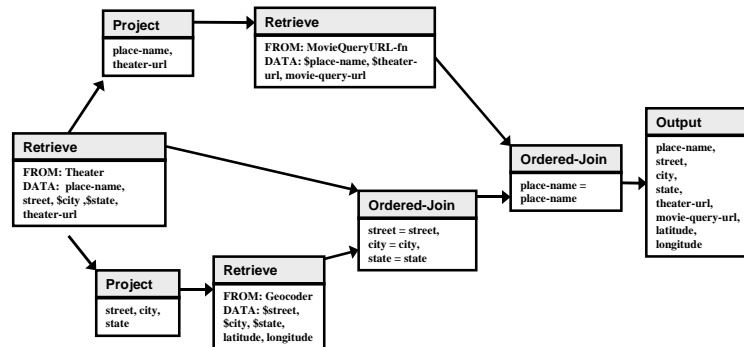 Project
place-name,
theater-url
Retrieve
FROM: MovieQueryURL-fn
DATA: $place-name, $theater-
url, movie-query-url
Retrieve
FROM: Theater
DATA: place-name,
street, $city ,$state,
theater-url
Project
street, city,
state
Retrieve
FROM: Geocoder
DATA: $street,
$city, $state,
latitude, longitude
Ordered-Join
street = street,
city = city,
state = state
Ordered-Join
place-name =
place-name
Output
place-name,
street,
city,
state,
theater-url,
movie-query-url,
latitude,
longitude